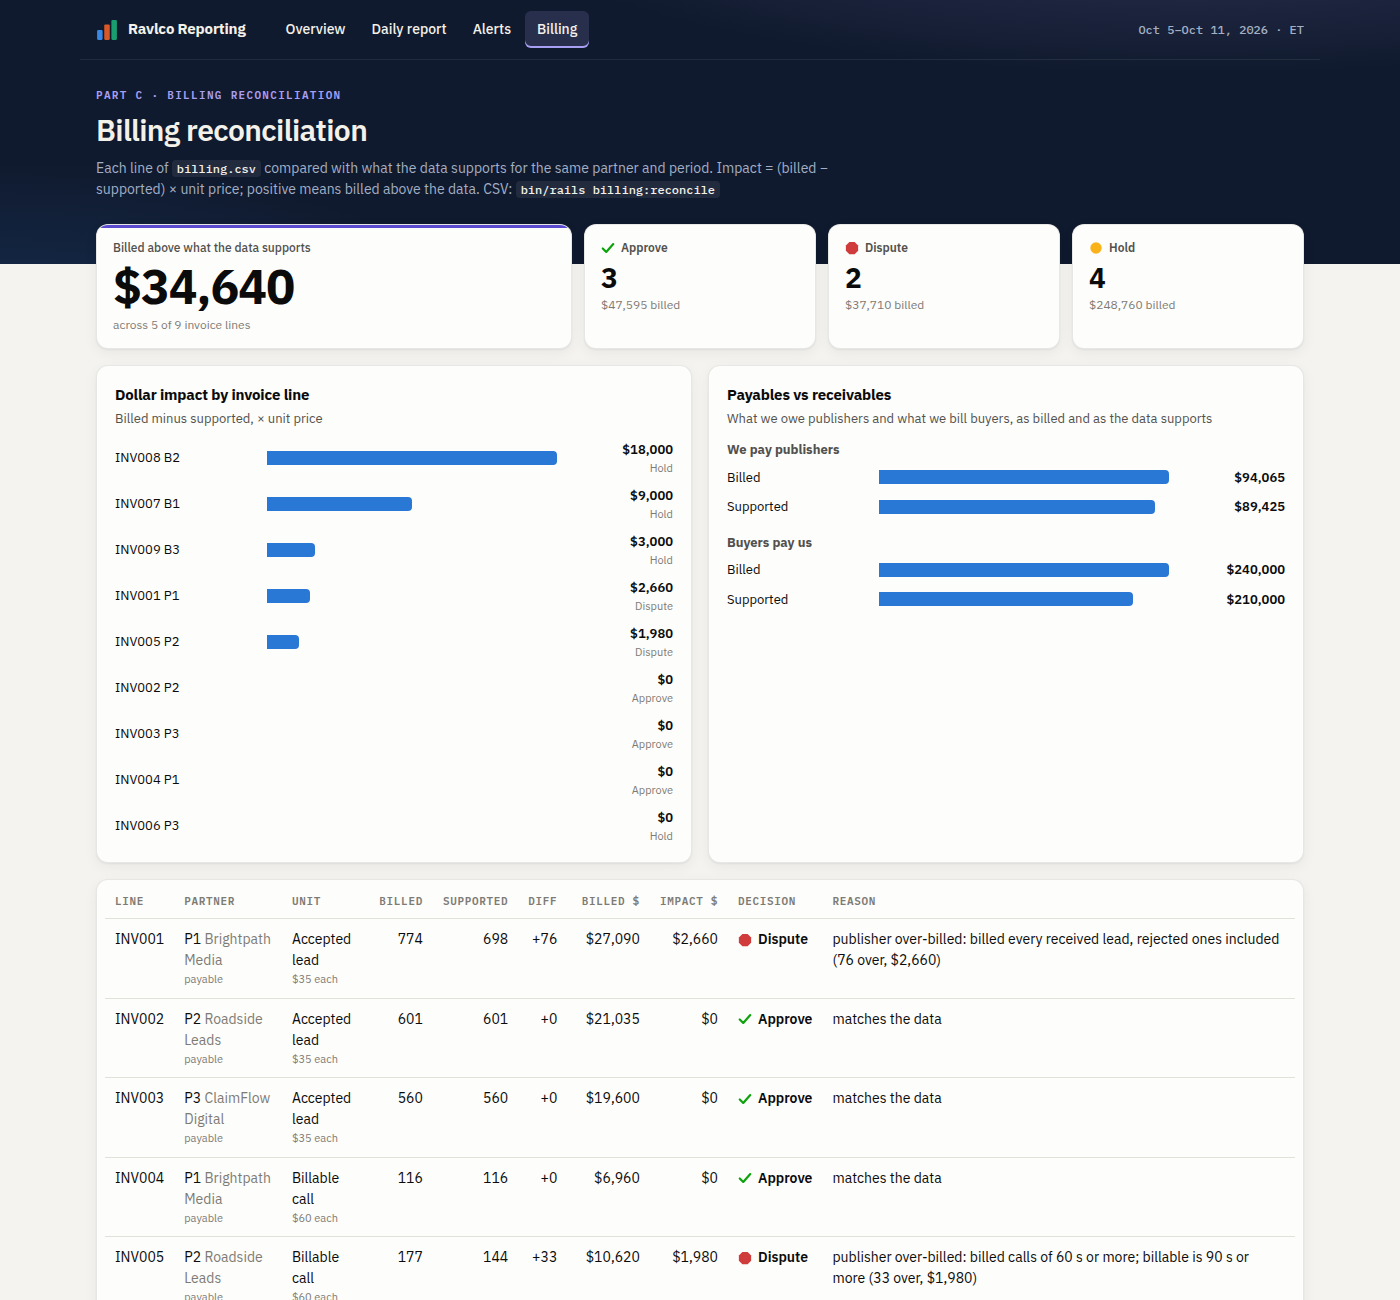 Ravlco Reporting
Overview
Daily report
Alerts
Billing
Oct 5–Oct 11, 2026 · ET
PART C · BILLING RECONCILIATION
Billing reconciliation
Each line of billing.csv compared with what the data supports for the same partner and period. Impact = (billed −
supported) × unit price; positive means billed above the data. CSV: bin/rails billing:reconcile
Billed above what the data supports
$34,640
across 5 of 9 invoice lines
Approve
3
$47,595 billed
Dispute
2
$37,710 billed
Hold
4
$248,760 billed
Dollar impact by invoice line
Billed minus supported, × unit price
INV008 B2
$18,000
Hold
INV007 B1
$9,000
Hold
INV009 B3
$3,000
Hold
INV001 P1
$2,660
Dispute
INV005 P2
$1,980
Dispute
INV002 P2
$0
Approve
INV003 P3
$0
Approve
INV004 P1
$0
Approve
INV006 P3
$0
Hold
Payables vs receivables
What we owe publishers and what we bill buyers, as billed and as the data supports
We pay publishers
Billed
$94,065
Supported
$89,425
Buyers pay us
Billed
$240,000
Supported
$210,000
LINE PARTNER UNIT BILLED SUPPORTED DIFF BILLED $ IMPACT $ DECISION REASON
INV001 P1 Brightpath Accepted 774 698 +76 $27,090 $2,660 Dispute publisher over-billed: billed every received lead, rejected ones included
Media lead (76 over, $2,660)
payable $35 each
INV002 P2 Roadside Accepted 601 601 +0 $21,035 $0 Approve matches the data
Leads lead
payable $35 each
INV003 P3 ClaimFlow Accepted 560 560 +0 $19,600 $0 Approve matches the data
Digital lead
payable $35 each
INV004 P1 Brightpath Billable 116 116 +0 $6,960 $0 Approve matches the data
Media call
payable $60 each
INV005 P2 Roadside Billable 177 144 +33 $10,620 $1,980 Dispute publisher over-billed: billed calls of 60 s or more; billable is 90 s or
Leads call more (33 over, $1,980)
payable $60 each